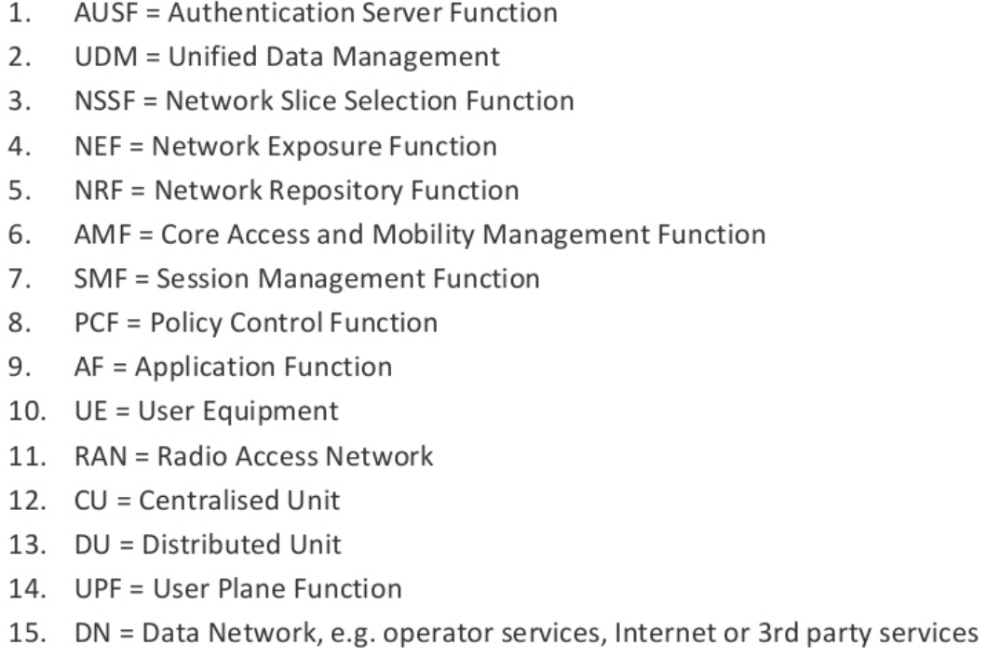 1. AUSF = Authentication Server Function
2. UDM = Unified Data Management
3. NSSF = Network Slice Selection Function
4. NEF = Network Exposure Function
5. NRF = Network Repository Function
6. AMF = Core Access and Mobility Management Function
7. SMF = Session Management Function
8. PCF = Policy Control Function
9. AF = Application Function
10. UE = User Equipment
11. RAN = Radio Access Network
12. CU = Centralised Unit
13. DU = Distributed Unit
14. UPF = User Plane Function
15. DN = Data Network, e.g. operator services, Internet or 3rd party services